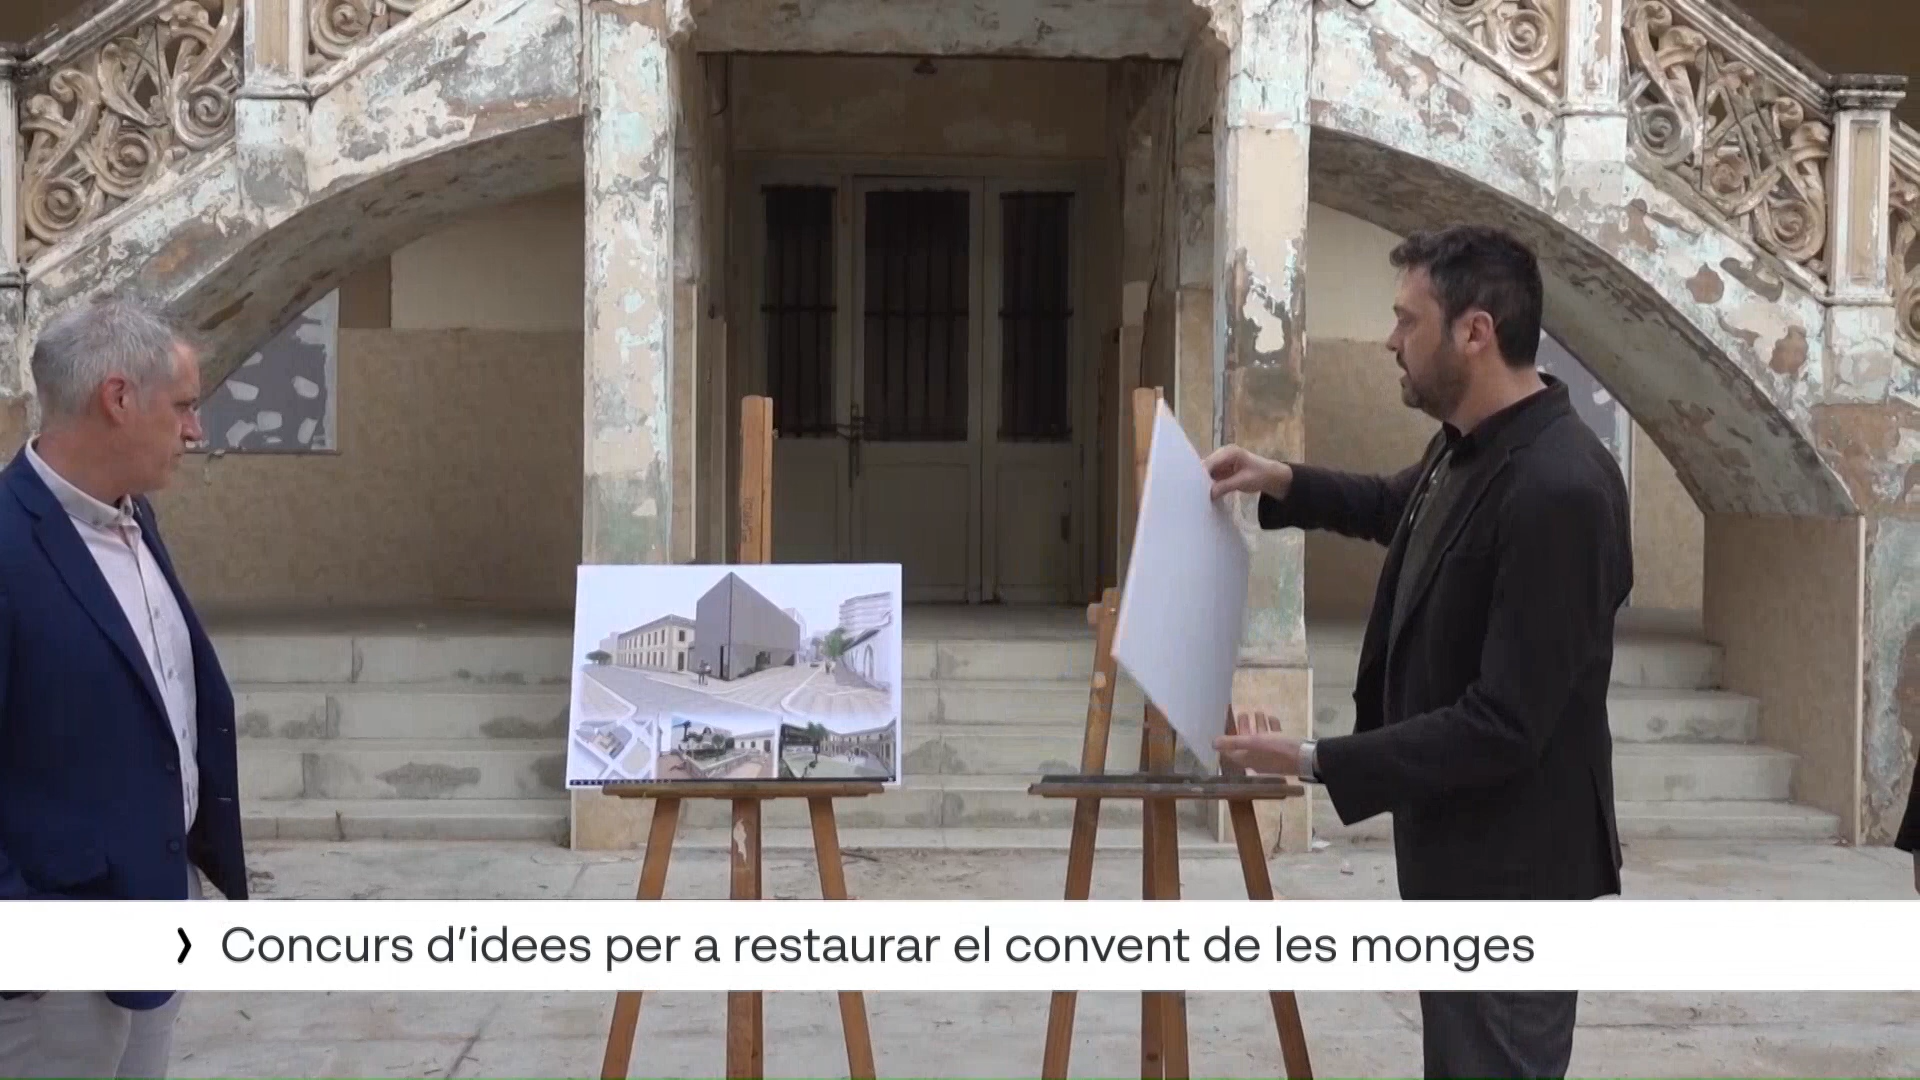 Concurs d’idees per a restaurar el convent de les monges